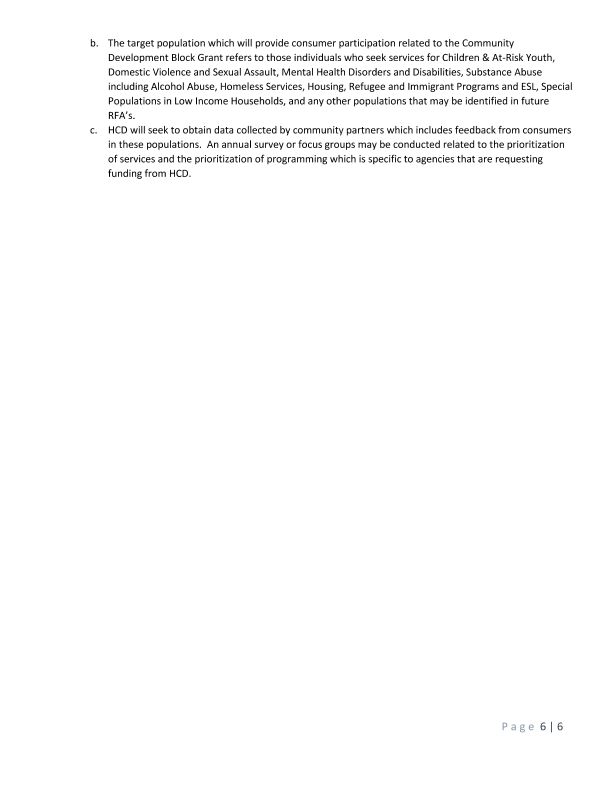 b. The target population which will provide consumer participation related to the Community
Development Block Grant refers to those individuals who seek services for Children & At-Risk Youth,
Domestic Violence and Sexual Assault, Mental Health Disorders and Disabilities, Substance Abuse
including Alcohol Abuse, Homeless Services, Housing, Refugee and Immigrant Programs and ESL, Special
Populations in Low Income Households, and any other populations that may be identified in future
RFA’s.
c. HCD will seek to obtain data collected by community partners which includes feedback from consumers
in these populations.  An annual survey or focus groups may be conducted related to the prioritization
of services and the prioritization of programming which is specific to agencies that are requesting
funding from HCD.
Page 6 | 6